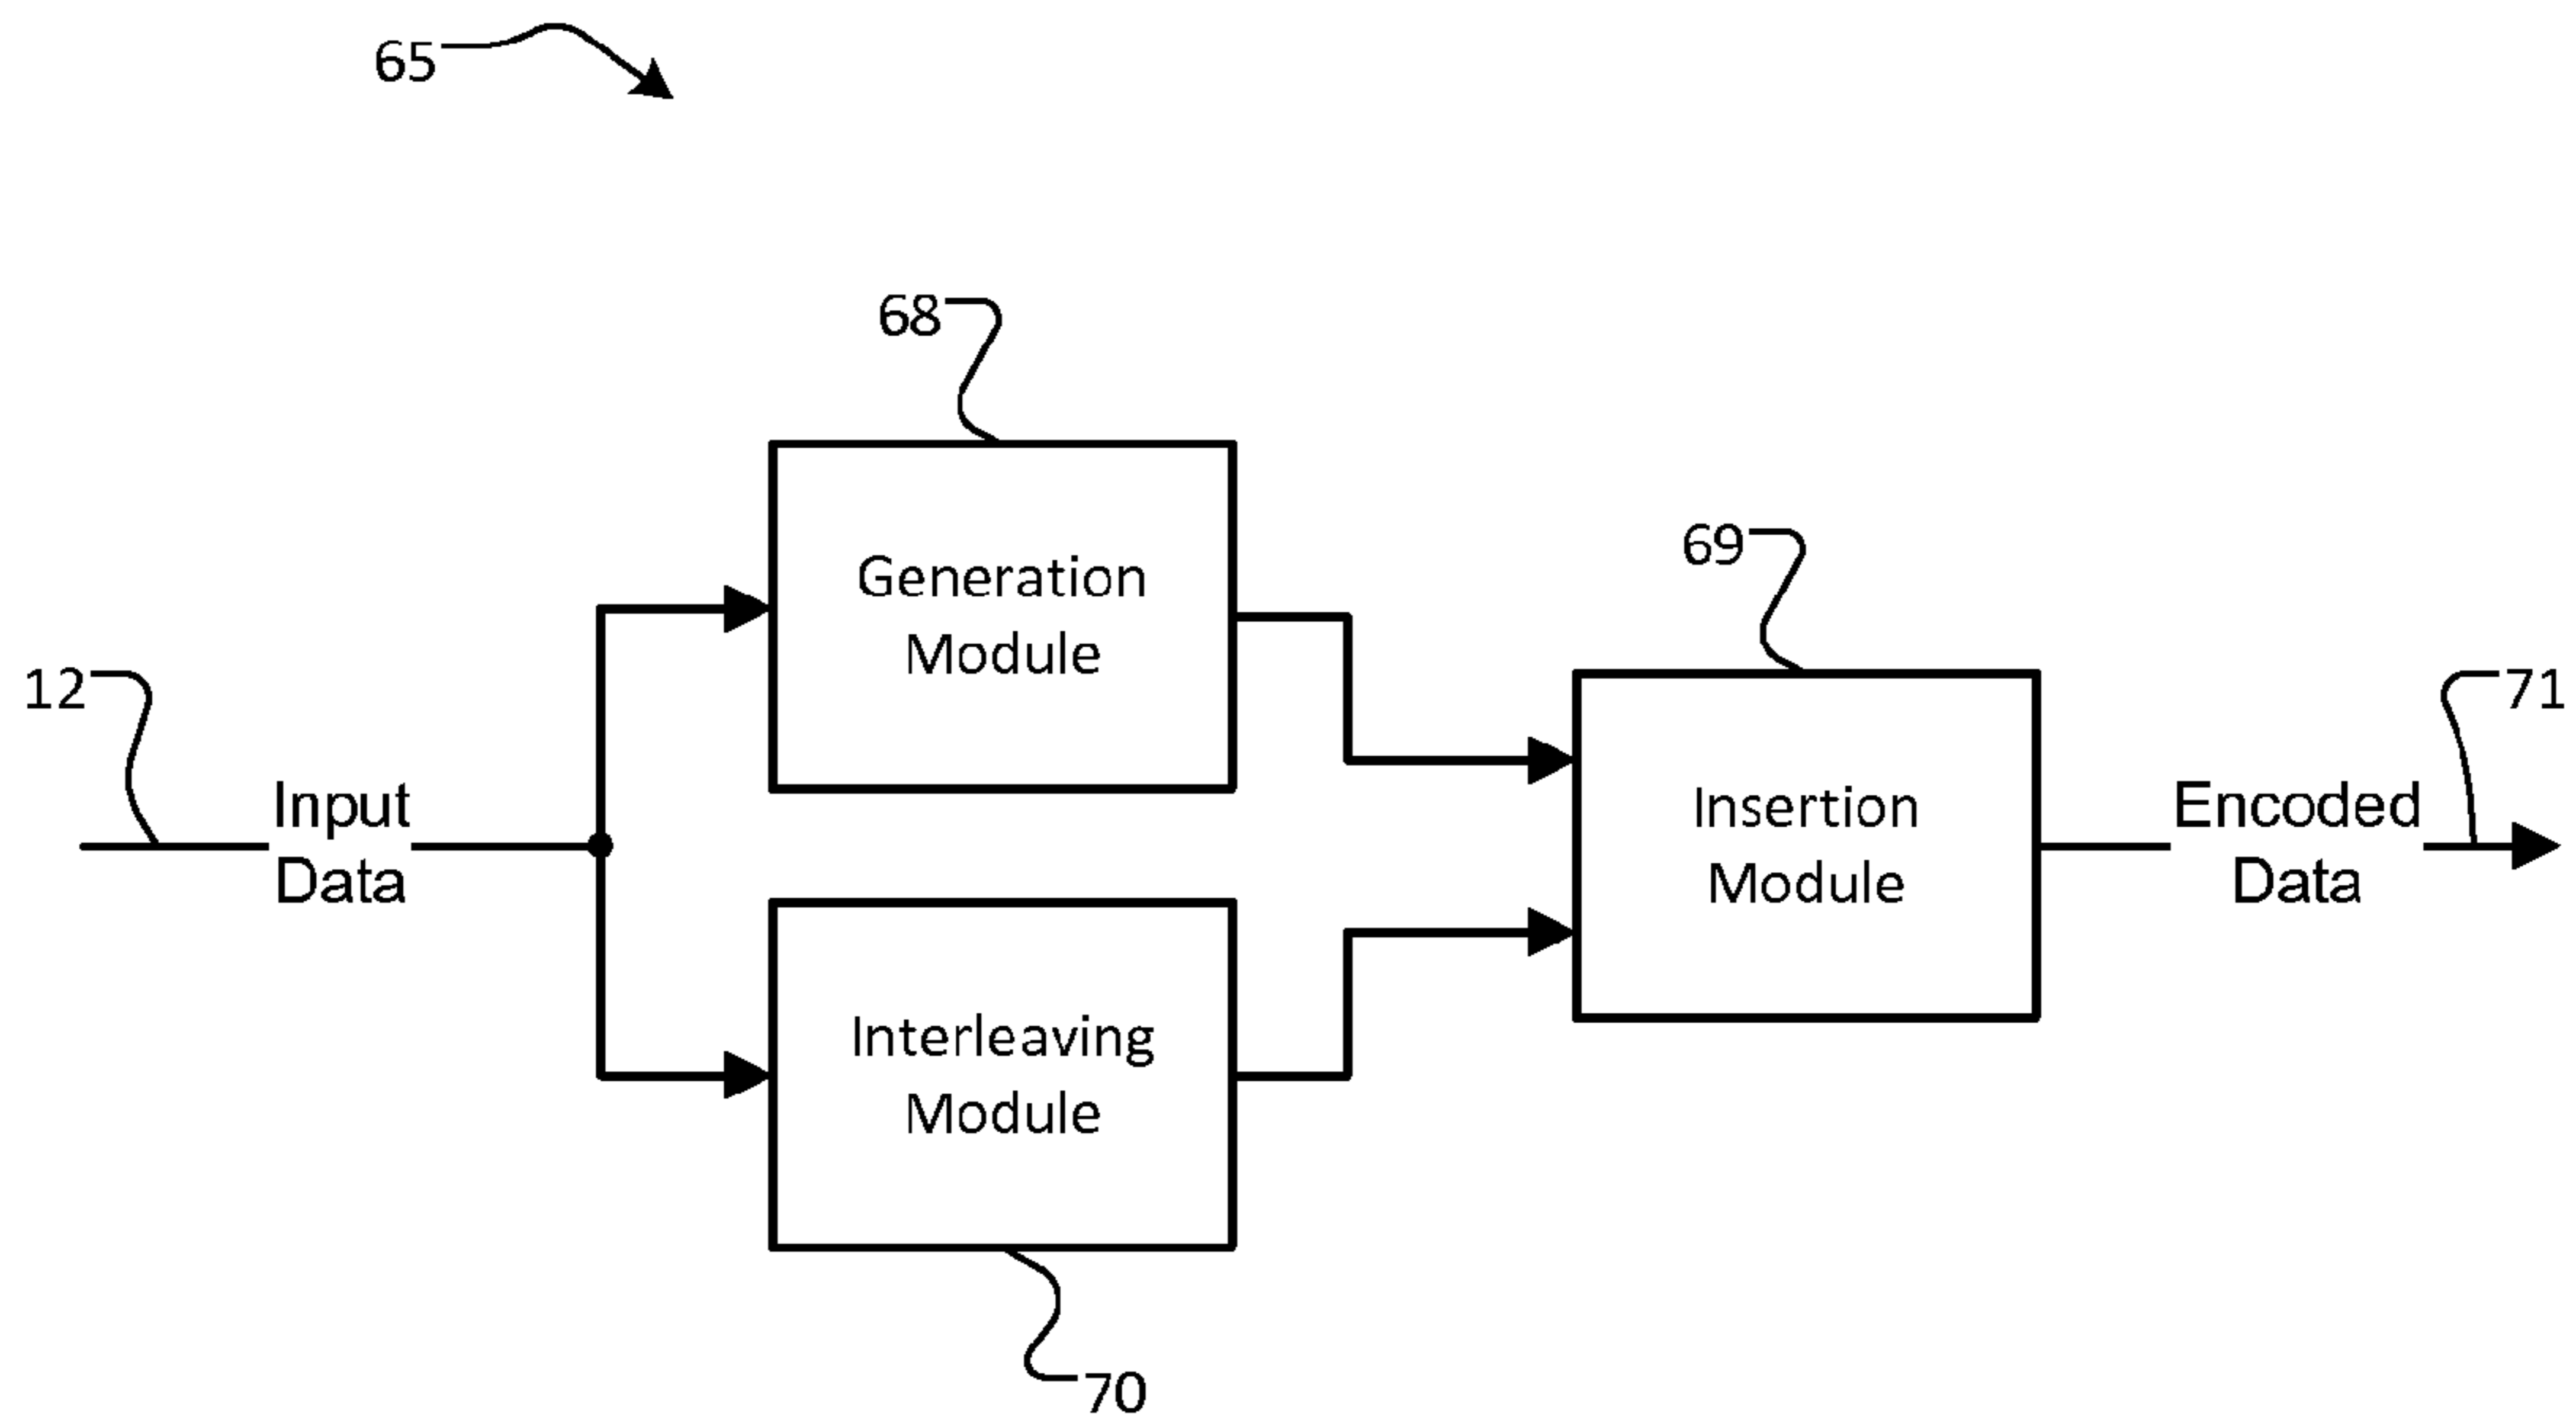 65
68
Generation
Module
69
12
71
Input
Data
Insertion
Module
Encoded
Data
Interleaving
Module
70